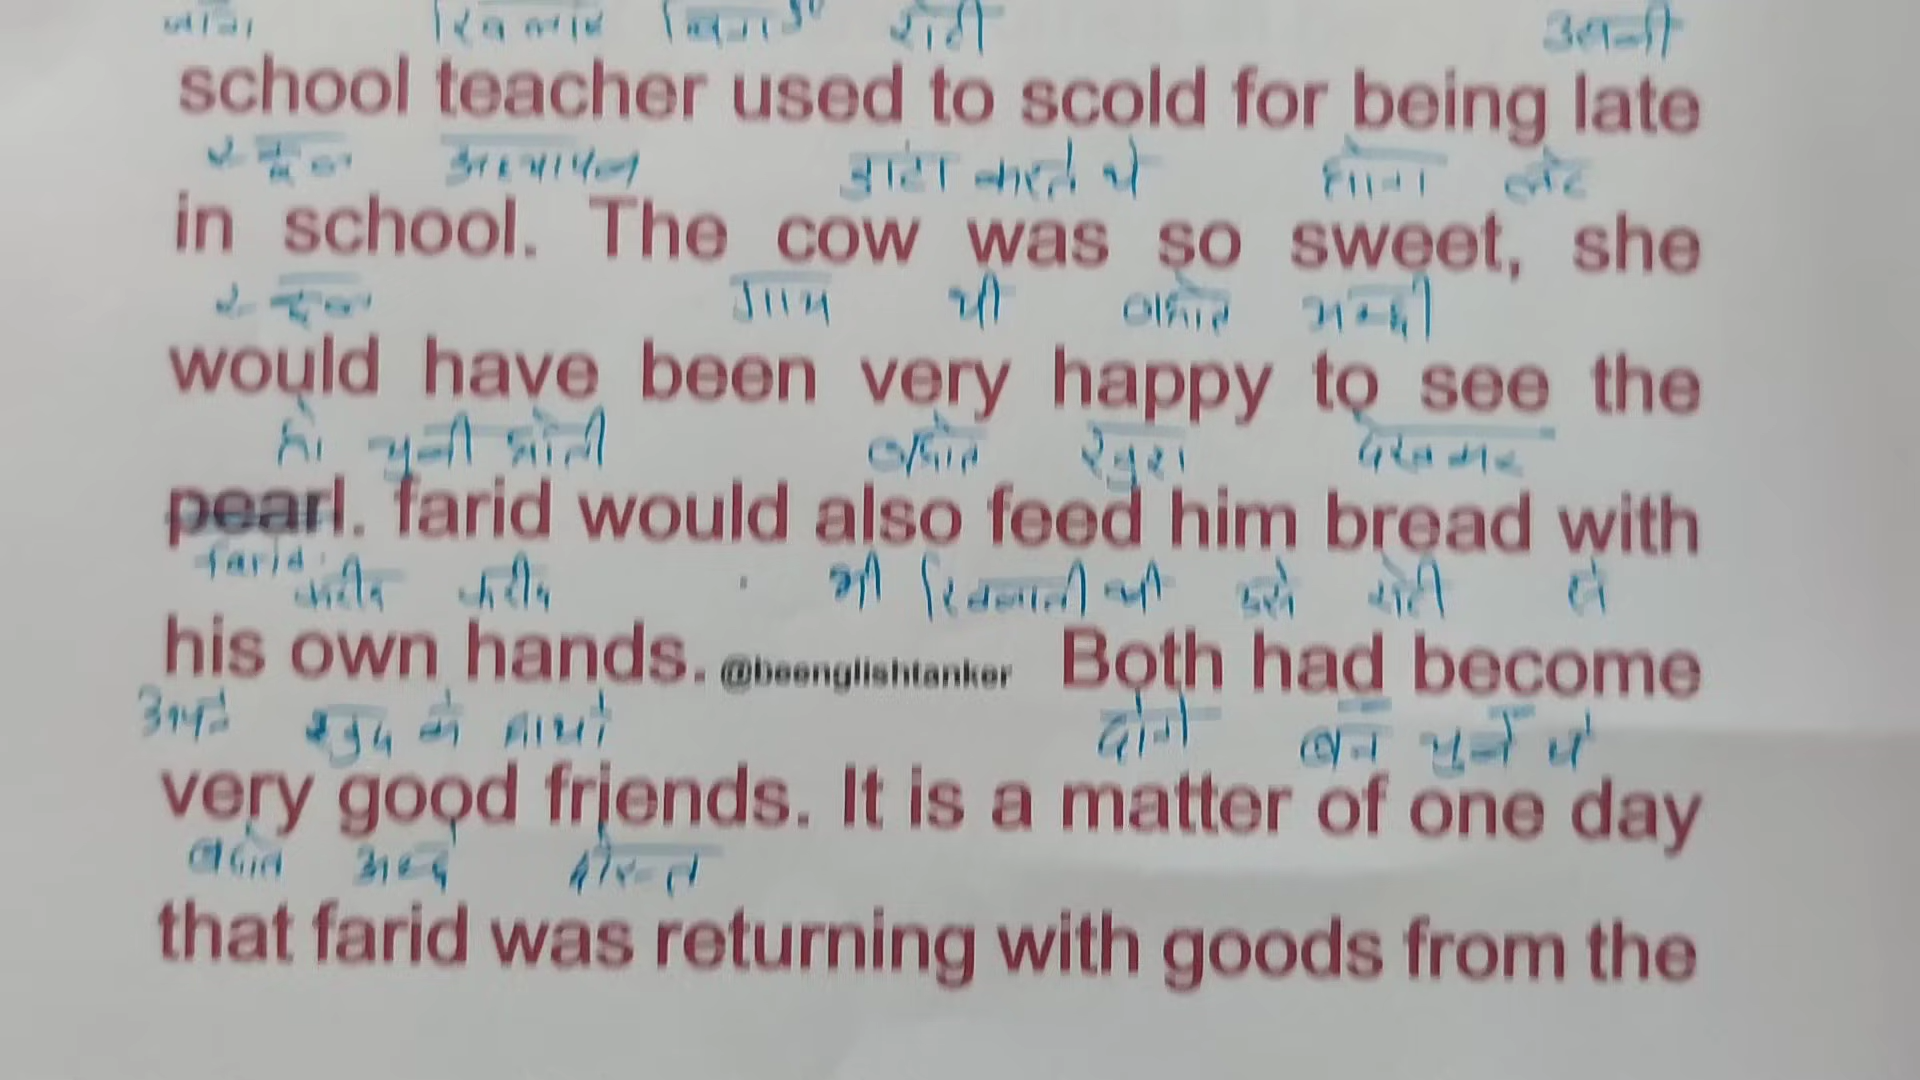 रोटी
school teacher used to scold for being late
स्कूल अध्यापक डांटा करते थे होना लेट
in school. The cow was so sweet, she
स्कूल गाय थी बहोत अच्छी
would have been very happy to see the
हो चुकी होती बहोत खुश देखकर
pearl. farid would also feed him bread with
farid फरीद फरीद भी खिलाती थी उसे रोटी से
his own hands. @beenglishtanker Both had become
अपने खुद के हाथों दोनों बन चुके थे
very good friends. It is a matter of one day
बहोत अच्छे दोस्त
that farid was returning with goods from the